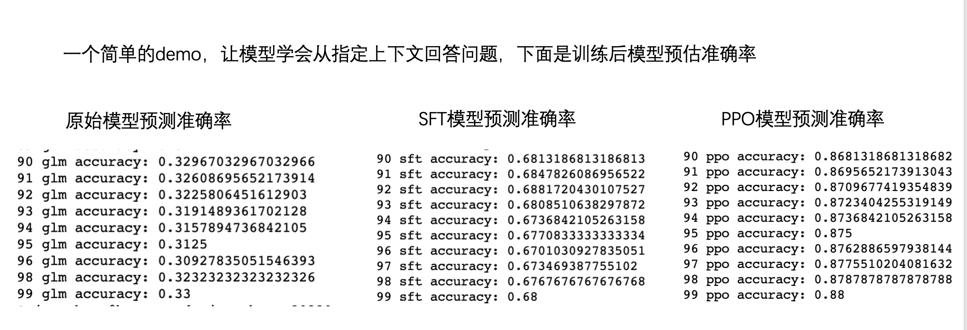 一个简单的demo，让模型学会从指定上下文回答问题，下面是训练后模型预估准确率
原始模型预测准确率
90 glm accuracy: 0.32967032967032966
91 glm accuracy: 0.32608695652173914
92 glm accuracy: 0.3225806451612903
93 glm accuracy: 0.3191489361702128
94 glm accuracy: 0.3157894736842105
95 glm accuracy: 0.3125
96 glm accuracy: 0.30927835051546393
98 glm accuracy: 0.32323232323232326
99 glm accuracy: 0.33
SFT模型预测准确率
90 sft accuracy: 0.6813186813186813
91 sft accuracy: 0.6847826086956522
92 sft accuracy: 0.6881720430107527
93 sft accuracy: 0.6808510638297872
94 sft accuracy: 0.6736842105263158
95 sft accuracy: 0.6770833333333334
96 sft accuracy: 0.6701030927835051
97 sft accuracy: 0.673469387755102
98 sft accuracy: 0.6767676767676768
99 sft accuracy: 0.68
PPO模型预测准确率
90 ppo accuracy: 0.8681318681318682
91 ppo accuracy: 0.8695652173913043
92 ppo accuracy: 0.8709677419354839
93 ppo accuracy: 0.8723404255319149
94 ppo accuracy: 0.8736842105263158
95 ppo accuracy: 0.875
96 ppo accuracy: 0.8762886597938144
97 ppo accuracy: 0.8775510204081632
98 ppo accuracy: 0.8787878787878788
99 ppo accuracy: 0.88